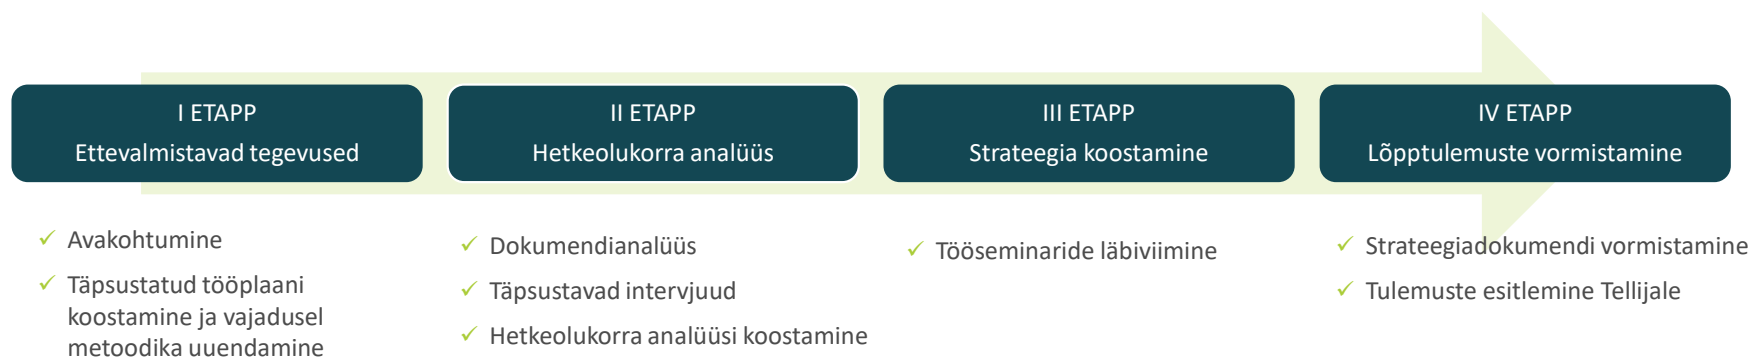 I ETAPP
Ettevalmistavad tegevused
II ETAPP
Hetkeolukorra analüüs
III ETAPP
Strateegia koostamine
IV ETAPP
Lõpptulemuste vormistamine
Avakohtumine
Täpsustatud tööplaani
koostamine ja vajadusel
metoodika uuendamine
Dokumendianalüüs
Täpsustavad intervjuud
Hetkeolukorra analüüsi koostamine
Tööseminaride läbiviimine
Strateegiadokumendi vormistamine
Tulemuste esitlemine Tellijale